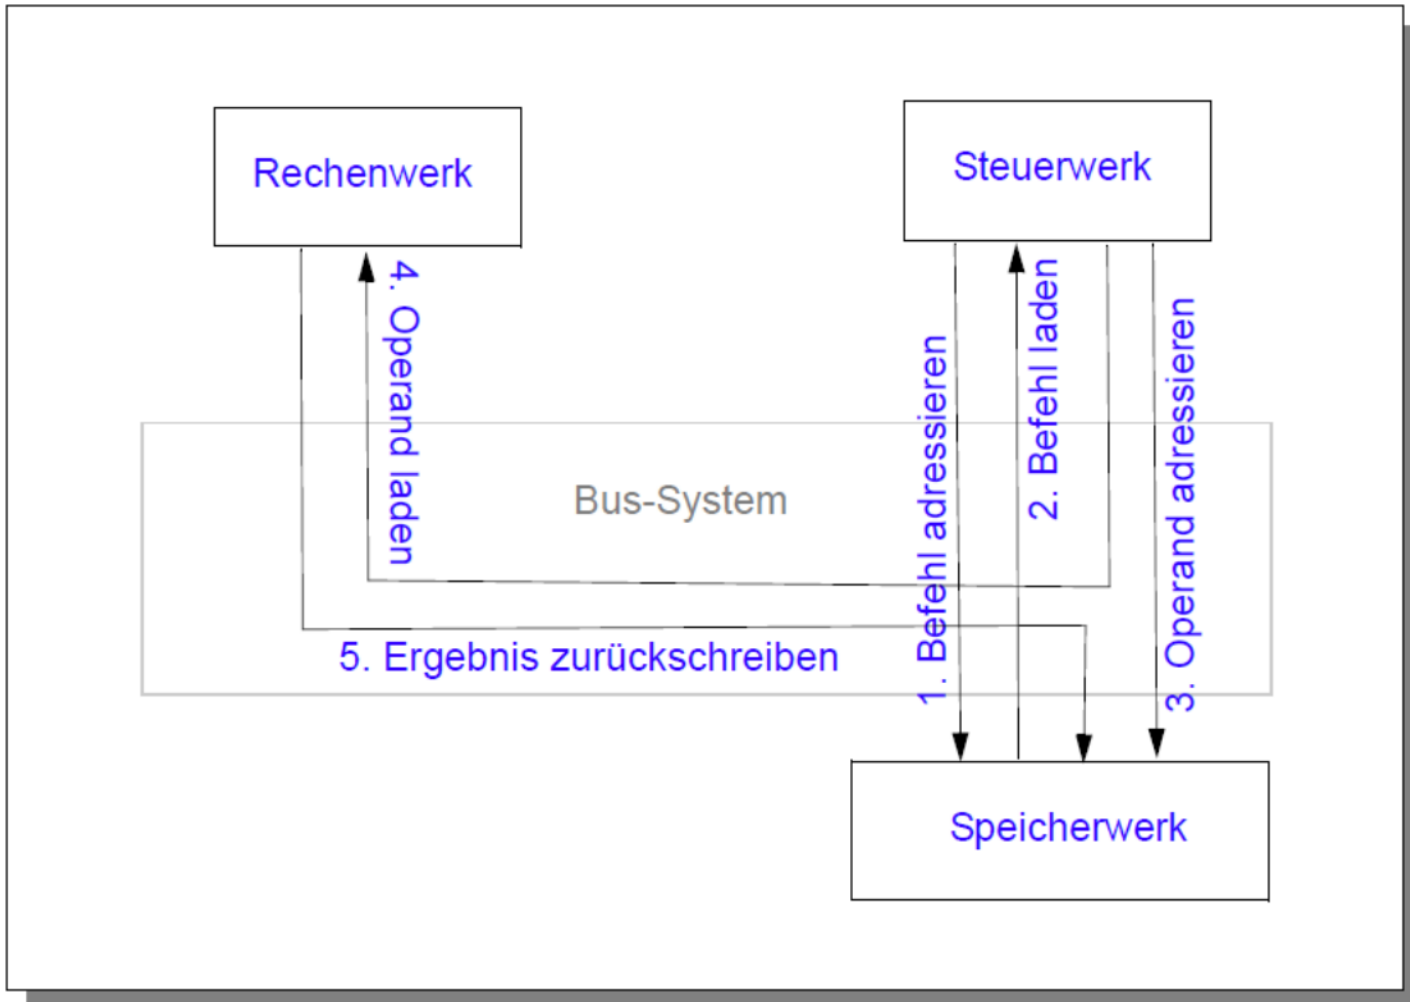 Rechenwerk
Steuerwerk
4. Operand laden
1. Befehl adressieren
2. Befehl laden
3. Operand adressieren
Bus-System
5. Ergebnis zurückschreiben
Speicherwerk